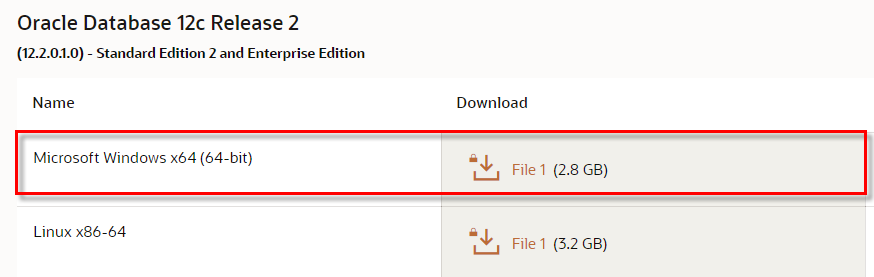 Oracle Database 12c Release 2
(12.2.0.1.0) - Standard Edition 2 and Enterprise Edition
Name Download
Microsoft Windows x64 (64-bit) File 1 (2.8 GB)
Linux x86-64 File 1 (3.2 GB)